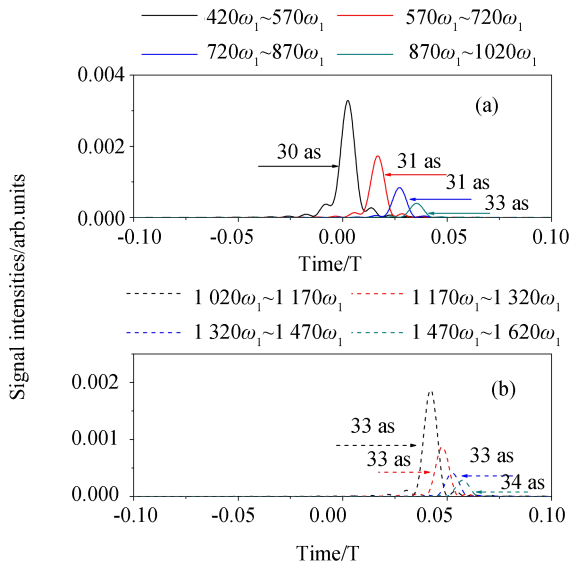 420ω₁~570ω₁ 570ω₁~720ω₁
720ω₁~870ω₁ 870ω₁~1020ω₁
0.004
(a)
0.002
30 as
31 as
31 as
33 as
0.000
-0.10 -0.05 0.00 0.05 0.10
Time/T
1 020ω₁~1 170ω₁ 1 170ω₁~1 320ω₁
1 320ω₁~1 470ω₁ 1 470ω₁~1 620ω₁
Signal intensities/arb.units
0.002
(b)
0.001
33 as
33 as
33 as
34 as
0.000
-0.10 -0.05 0.00 0.05 0.10
Time/T